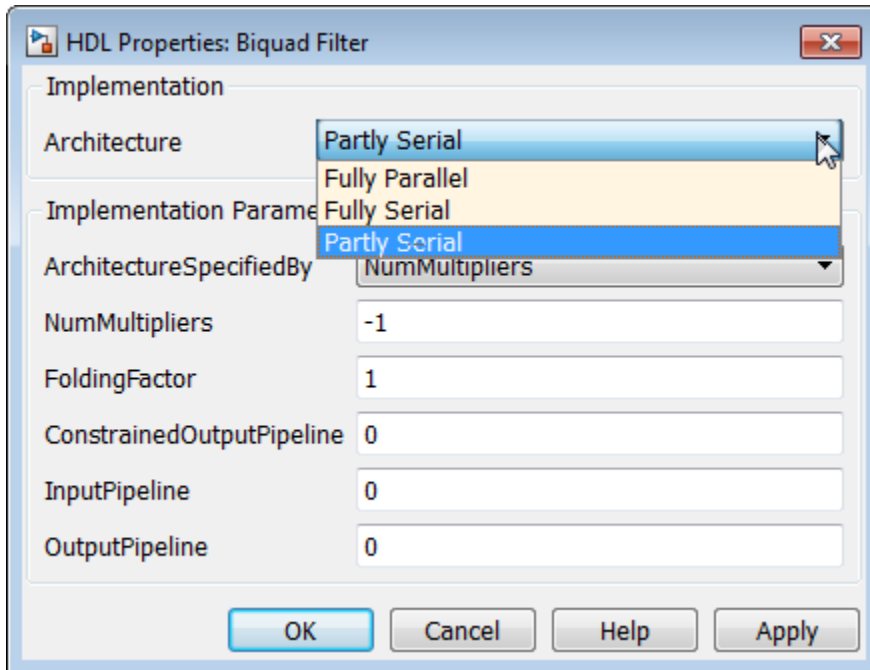 HDL Properties: Biquad Filter
Implementation
Architecture Partly Serial
Fully Parallel
Implementation Parame Fully Serial
Partly Serial
ArchitectureSpecifiedBy NumMultipliers
NumMultipliers -1
FoldingFactor 1
ConstrainedOutputPipeline 0
InputPipeline 0
OutputPipeline 0
OK Cancel Help Apply